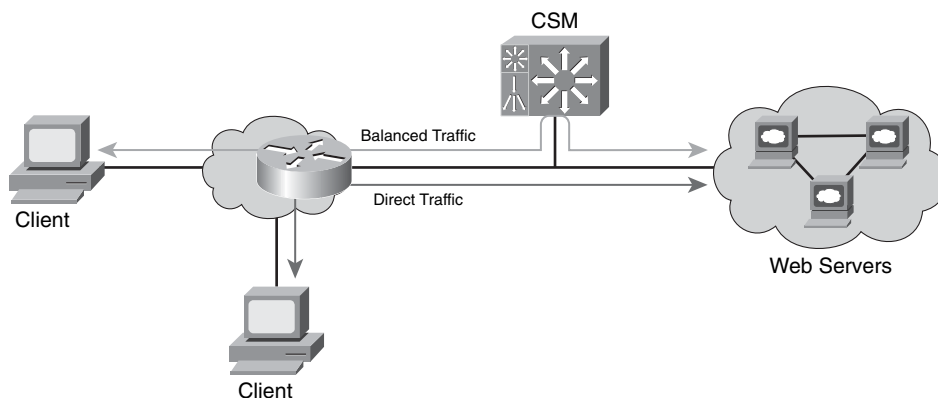 CSM
Balanced Traffic
Client
Direct Traffic
Web Servers
Client